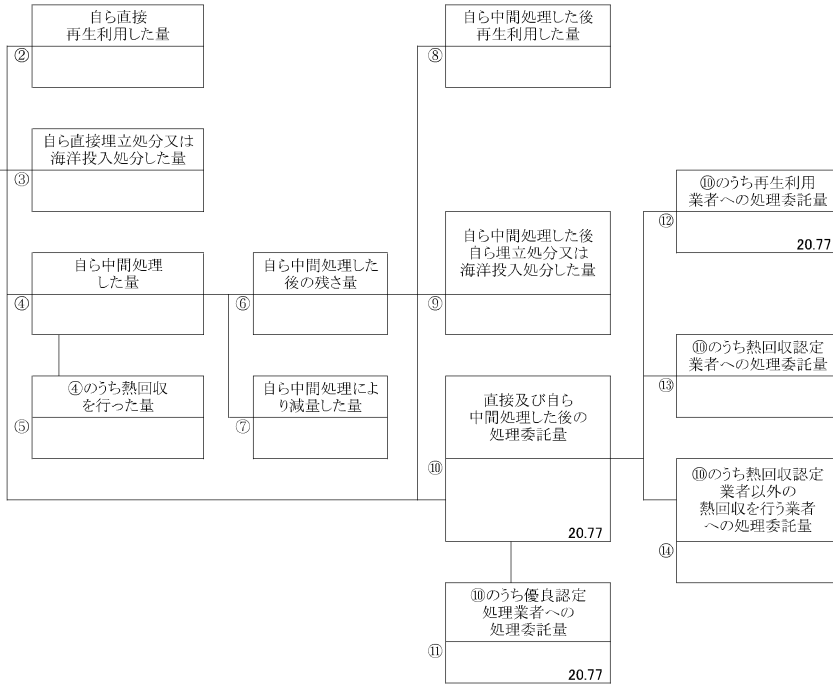 自ら直接
再生利用した量
②
自ら直接埋立処分又は
海洋投入処分した量
③
自ら中間処理
した量
④
④のうち熱回収
を行った量
⑤
自ら中間処理した
後の残さ量
⑥
自ら中間処理によ
り減量した量
⑦
自ら中間処理した後
再生利用した量
⑧
自ら中間処理した後
自ら埋立処分又は
海洋投入処分した量
⑨
直接及び自ら
中間処理した後の
処理委託量
⑩
20.77
⑩のうち優良認定
処理業者への
処理委託量
⑪
20.77
⑩のうち再生利用
業者への処理委託量
⑫
20.77
⑩のうち熱回収認定
業者への処理委託量
⑬
⑩のうち熱回収認定
業者以外の
熱回収を行う業者
への処理委託量
⑭